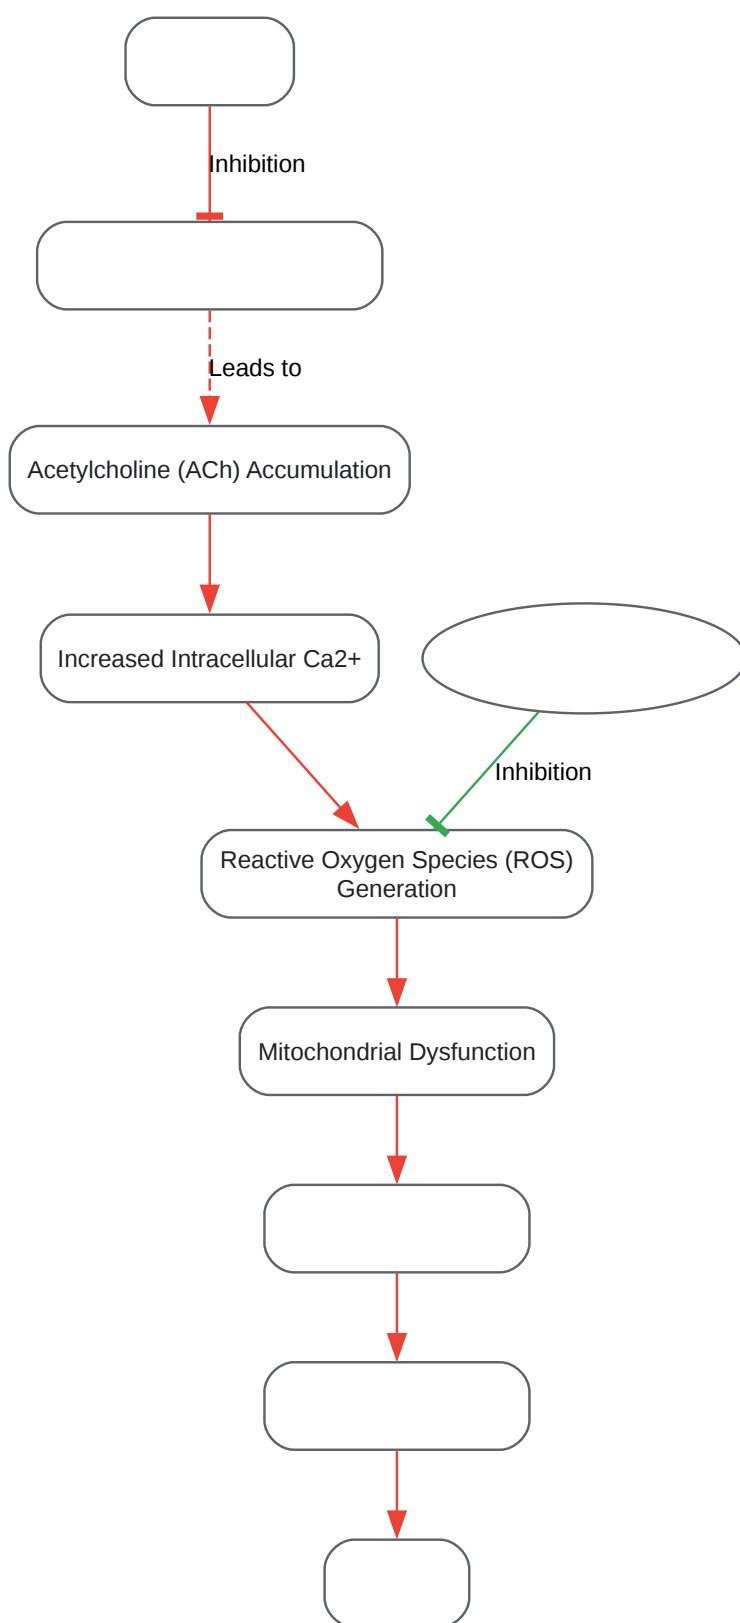 Inhibition
Leads to
Acetylcholine (ACh) Accumulation
Increased Intracellular Ca2+
Inhibition
Reactive Oxygen Species (ROS)
Generation
Mitochondrial Dysfunction